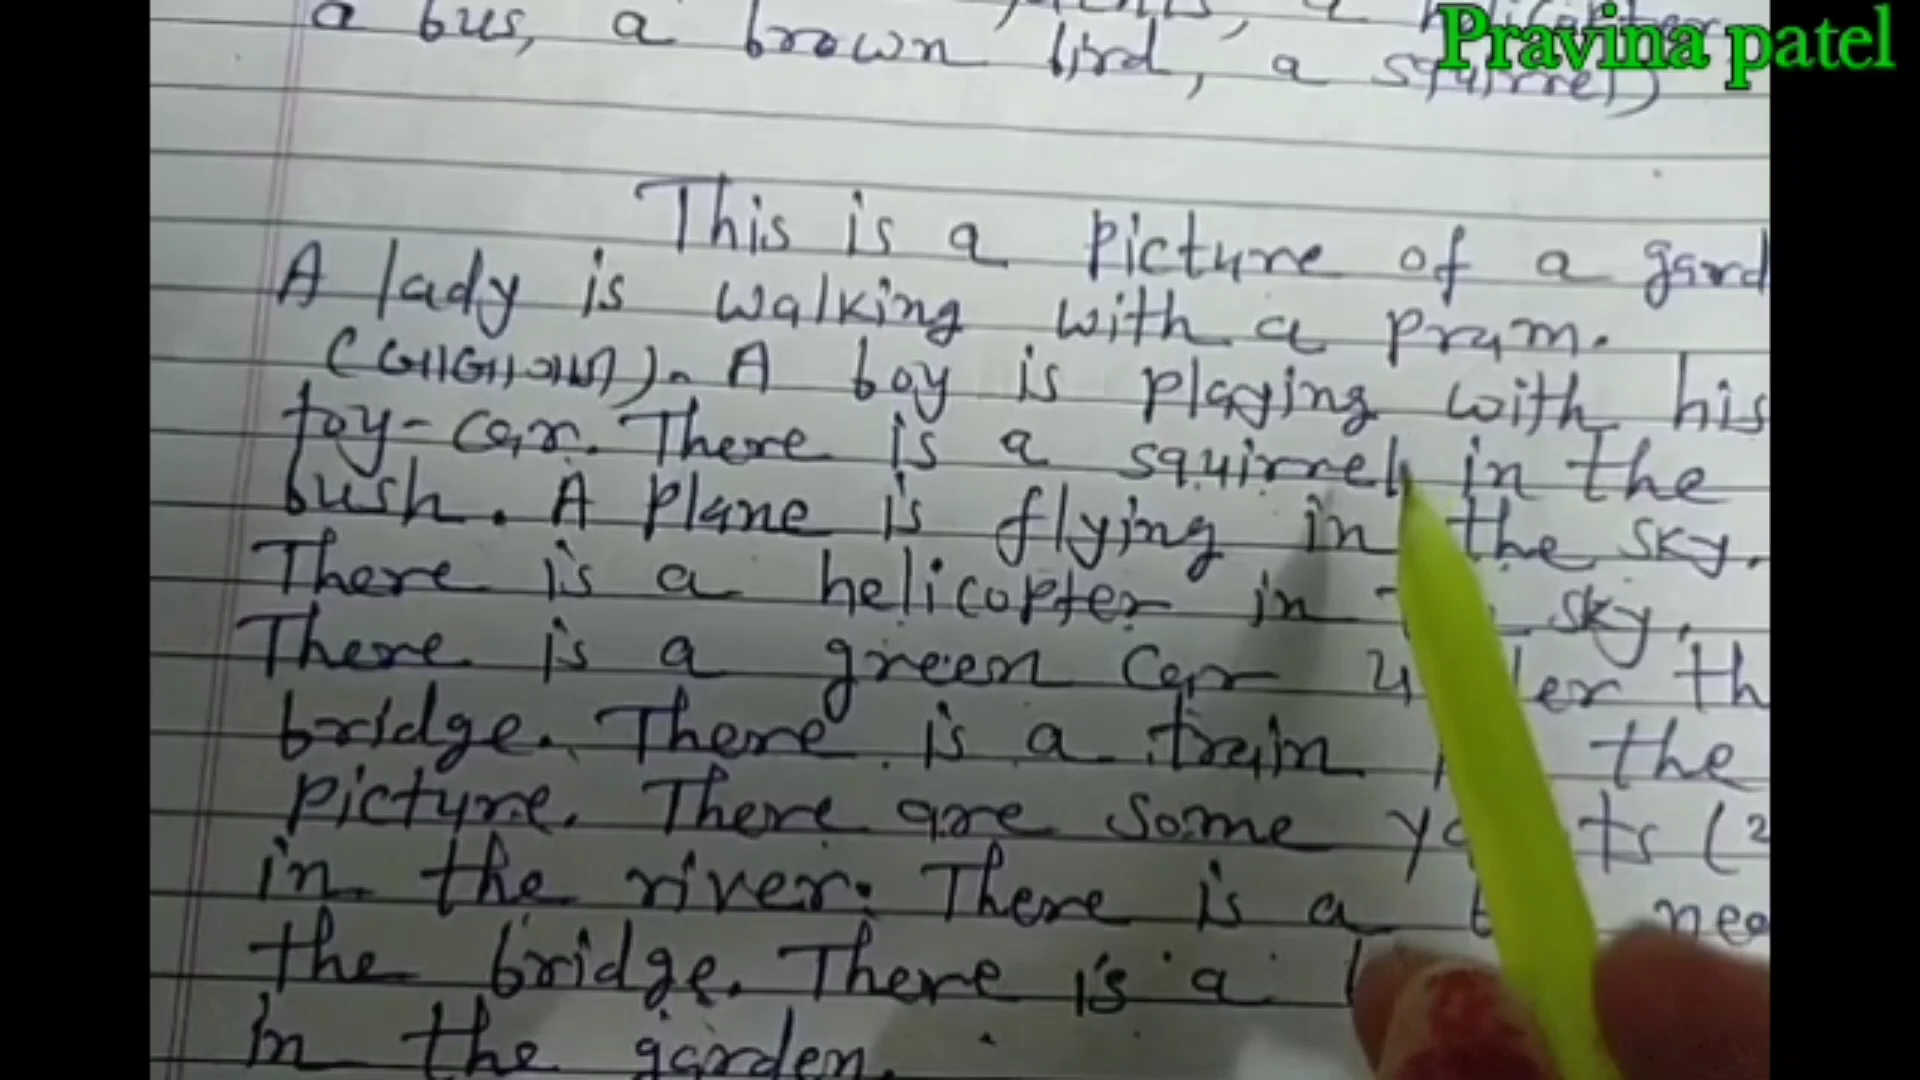 Pravina patel
a bus, a brown bird, a squirrel)
This is a picture of a gard
A lady is walking with a pram.
(બાબાગાડી). A boy is playing with his
toy-car. There is a squirrel in the
bush. A plane is flying in the sky.
There is a helicopter in sky.
There is a green car th
bridge. There is a train the
picture. There are some
in the river. There is a
the bridge. There is a
in the garden.